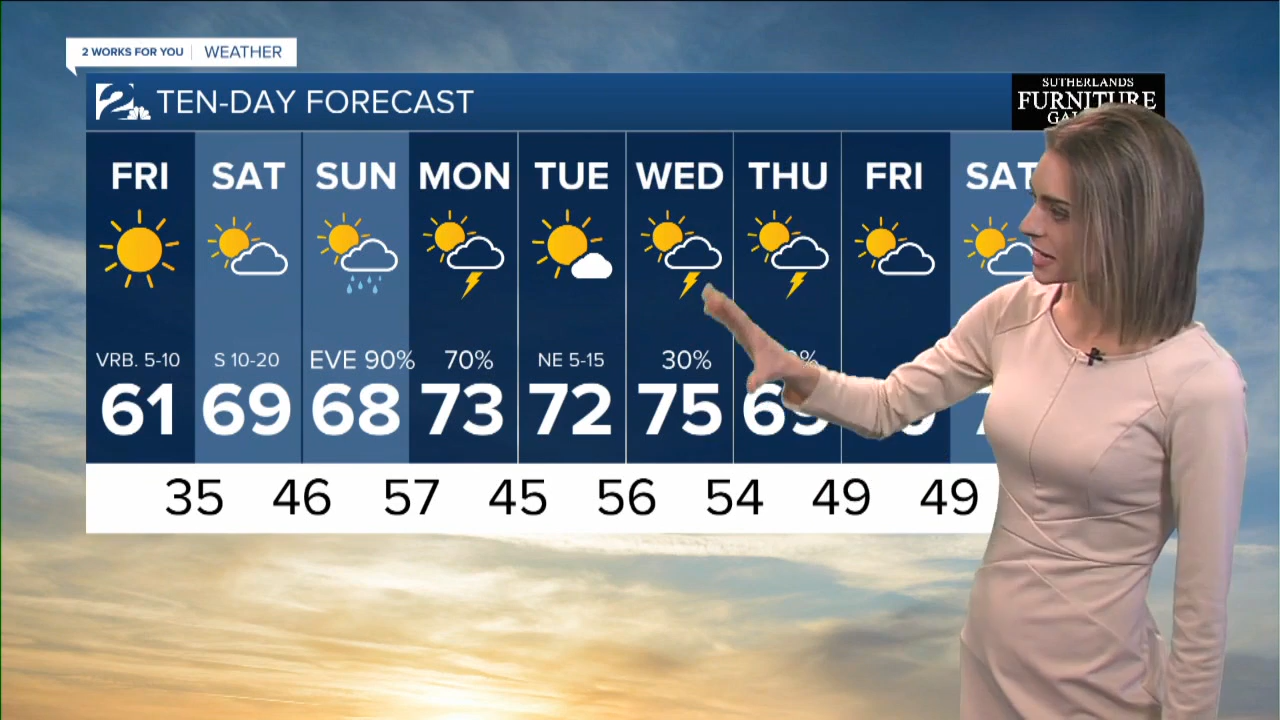 2 WORKS FOR YOU | WEATHER
2 TEN-DAY FORECAST
SUTHERLANDS
FURNITURE
FRI SAT SUN MON TUE WED THU FRI SAT
VRB. 5-10 S 10-20 EVE 90% 70% NE 5-15 30%
61 69 68 73 72 75
35 46 57 45 56 54 49 49